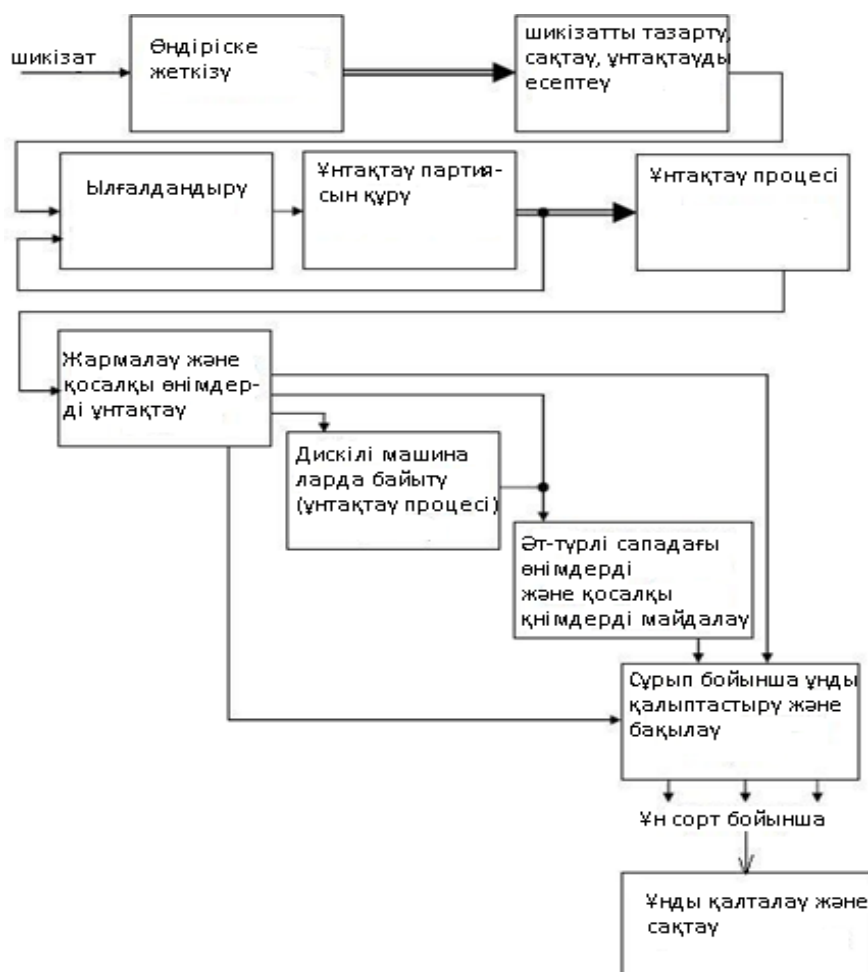 шикізат
Өңдіріске
жеткізу
шикізатты тазарту,
сақтау, ұнтақтауды
есептеу
Ылғалдандыру
Ұнтақтау партия-
сын құру
Ұнтақтау процесі
Жармалау және
қосалқы өнімдер-
ді ұнтақтау
Дискілі машина
ларда байыту
(ұнтақтау процесі)
Әт-түрлі сападағы
өнімдерді
және қосалқы
қнімдерді майдалау
Сұрып бойынша ұнды
қалыптастыру және
бақылау
Ұн сорт бойынша
Ұнды қалталау және
сақтау